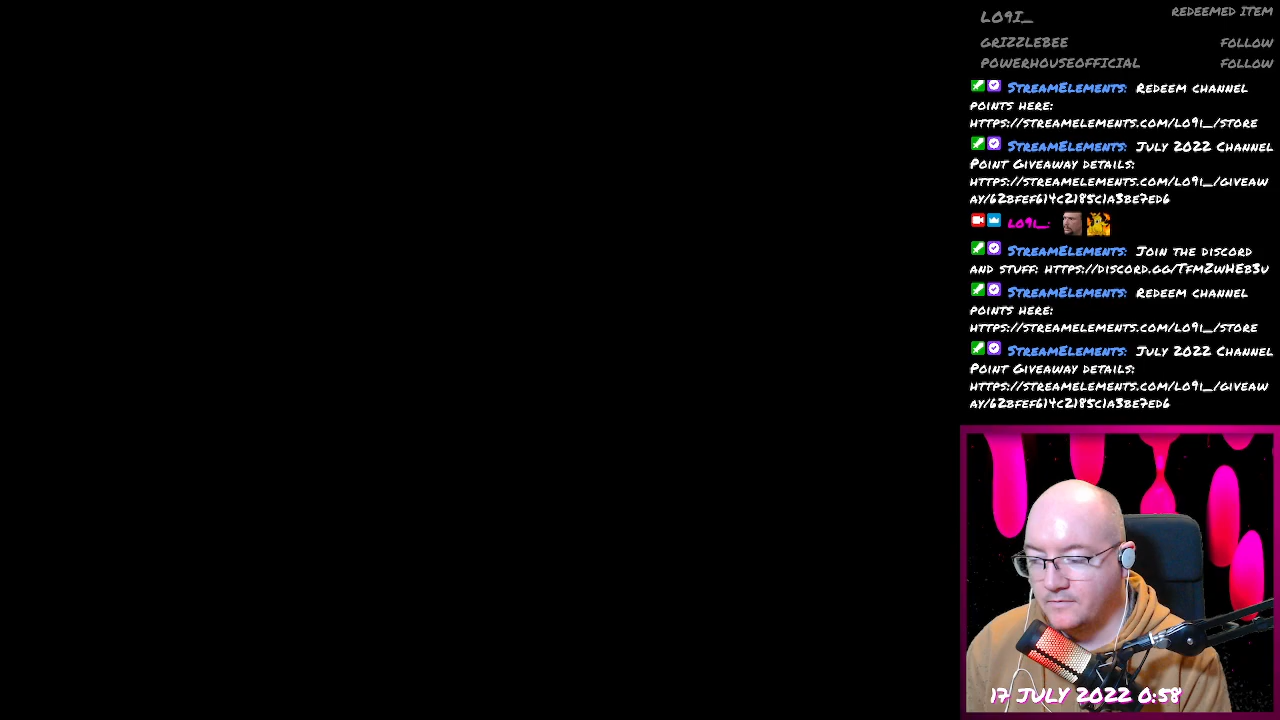 LO9I_ REDEEMED ITEM
GRIZZLEBEE FOLLOW
POWERHOUSEOFFICIAL FOLLOW
StreamElements: Redeem channel
points here:
https://streamelements.com/lo9i_/store
StreamElements: July 2022 Channel
Point Giveaway details:
https://streamelements.com/lo9i_/giveaw
ay/62bfef614c2185c1a3be7ed6
lo9i_:
StreamElements: Join the discord
and stuff: https://discord.gg/TfmZwHEb3u
StreamElements: Redeem channel
points here:
https://streamelements.com/lo9i_/store
StreamElements: July 2022 Channel
Point Giveaway details:
https://streamelements.com/lo9i_/giveaw
ay/62bfef614c2185c1a3be7ed6
17 JULY 2022 0:58